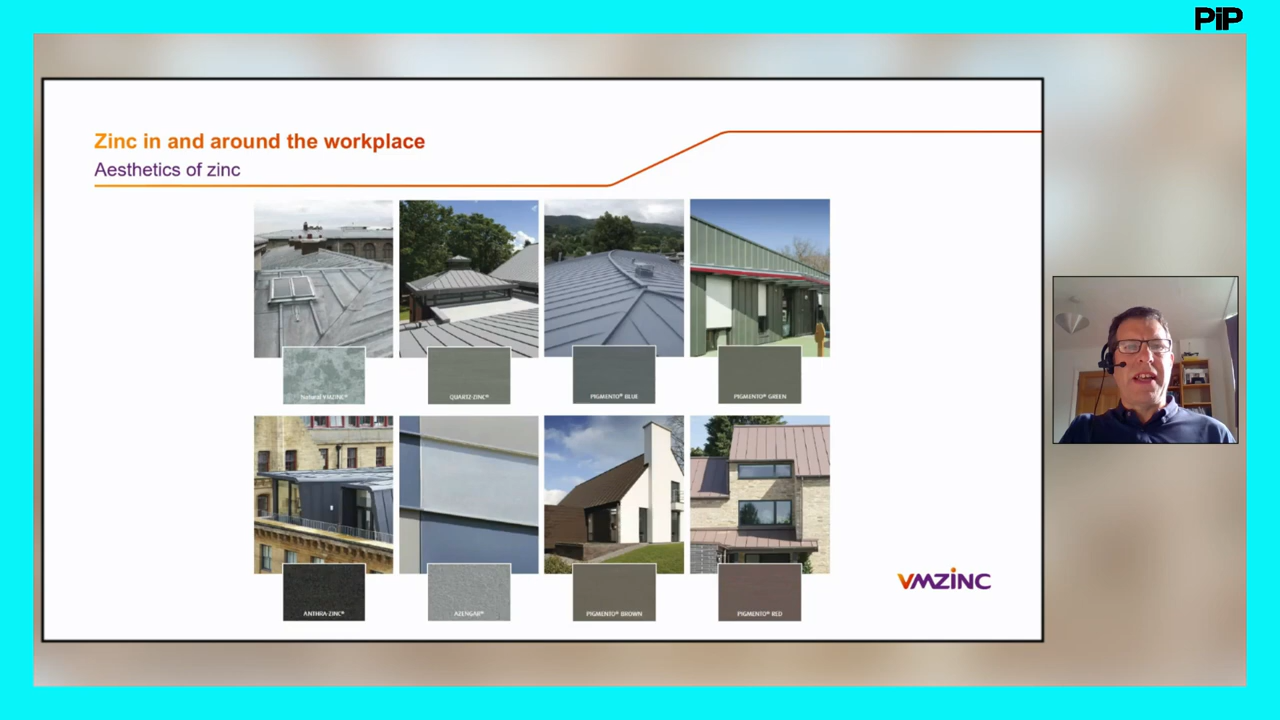 PiP
Zinc in and around the workplace
Aesthetics of zinc
Natural VMZINC®
QUARTZ-ZINC®
PIGMENTO® BLUE
PIGMENTO® GREEN
ANTHRA-ZINC®
AZENGAR®
PIGMENTO® BROWN
PIGMENTO® RED
VMZINC